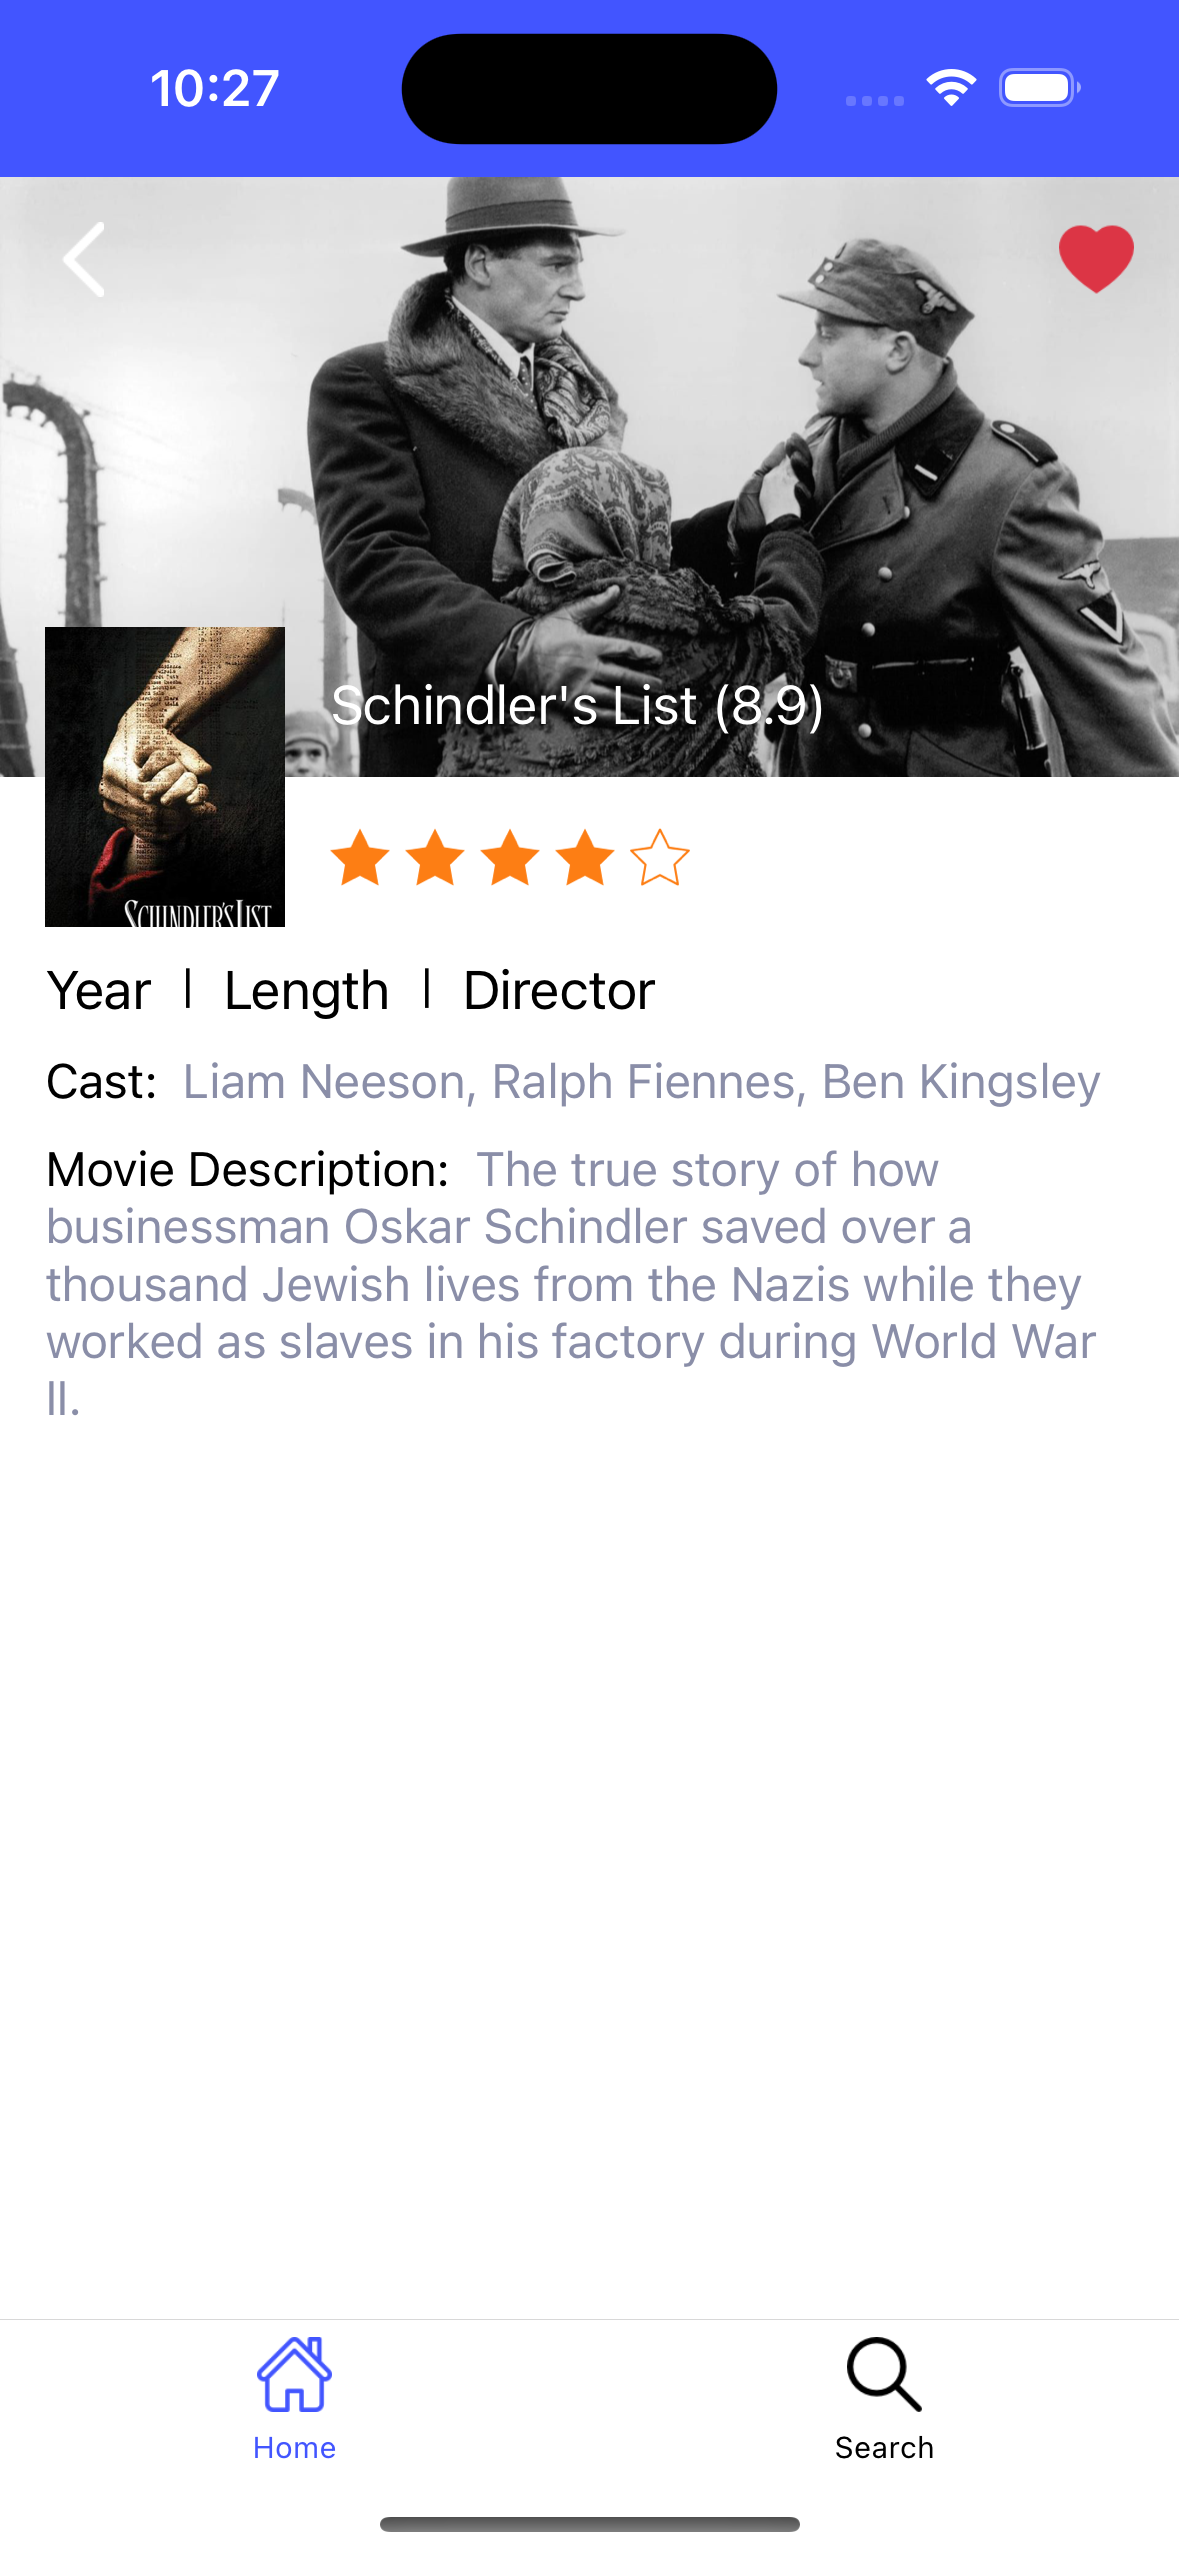 10:27
Schindler's List (8.9)
SCHINDLER'S LIST
Year | Length | Director
Cast: Liam Neeson, Ralph Fiennes, Ben Kingsley
Movie Description: The true story of how
businessman Oskar Schindler saved over a
thousand Jewish lives from the Nazis while they
worked as slaves in his factory during World War
II.
Home
Search